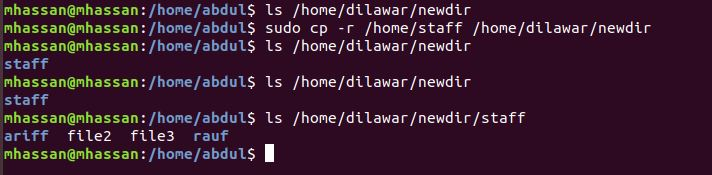 mhassan@mhassan:/home/abdul$ ls /home/dilawar/newdir
mhassan@mhassan:/home/abdul$ sudo cp -r /home/staff /home/dilawar/newdir
mhassan@mhassan:/home/abdul$ ls /home/dilawar/newdir
staff
mhassan@mhassan:/home/abdul$ ls /home/dilawar/newdir
staff
mhassan@mhassan:/home/abdul$ ls /home/dilawar/newdir/staff
ariff  file2  file3  rauf
mhassan@mhassan:/home/abdul$